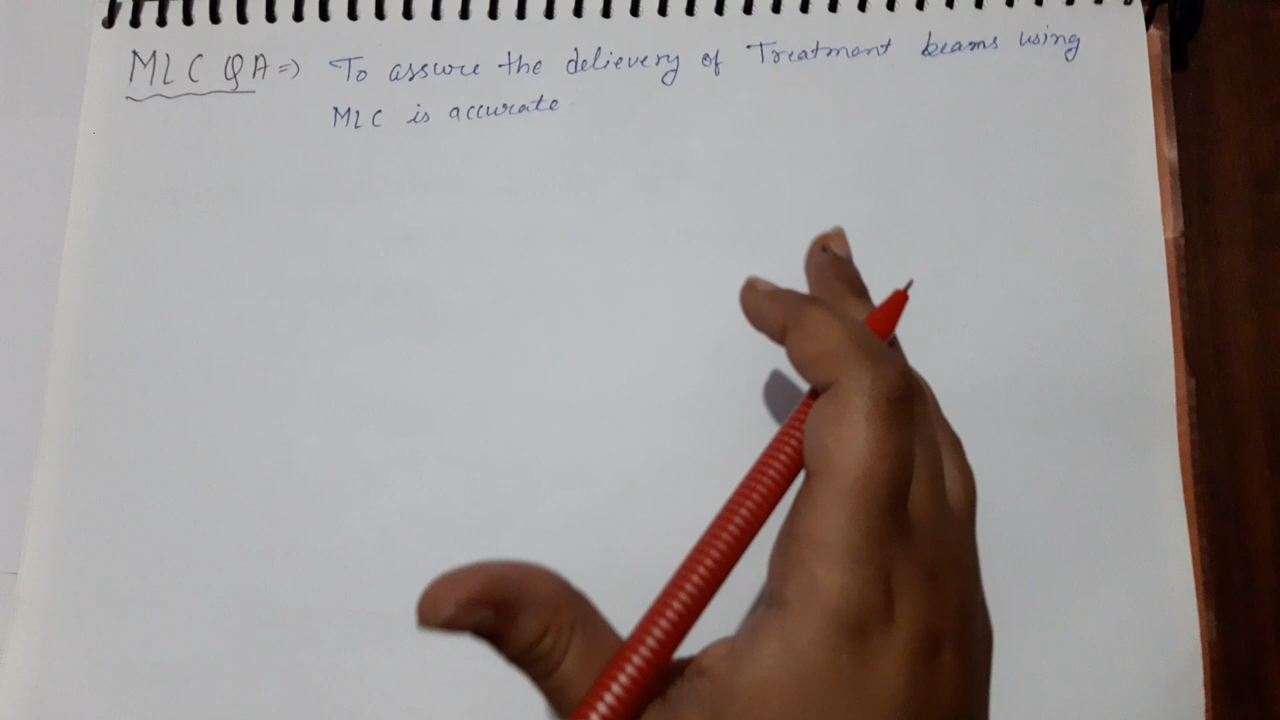 MLC QA => To assure the delievery of Treatment beams using
MLC is accurate